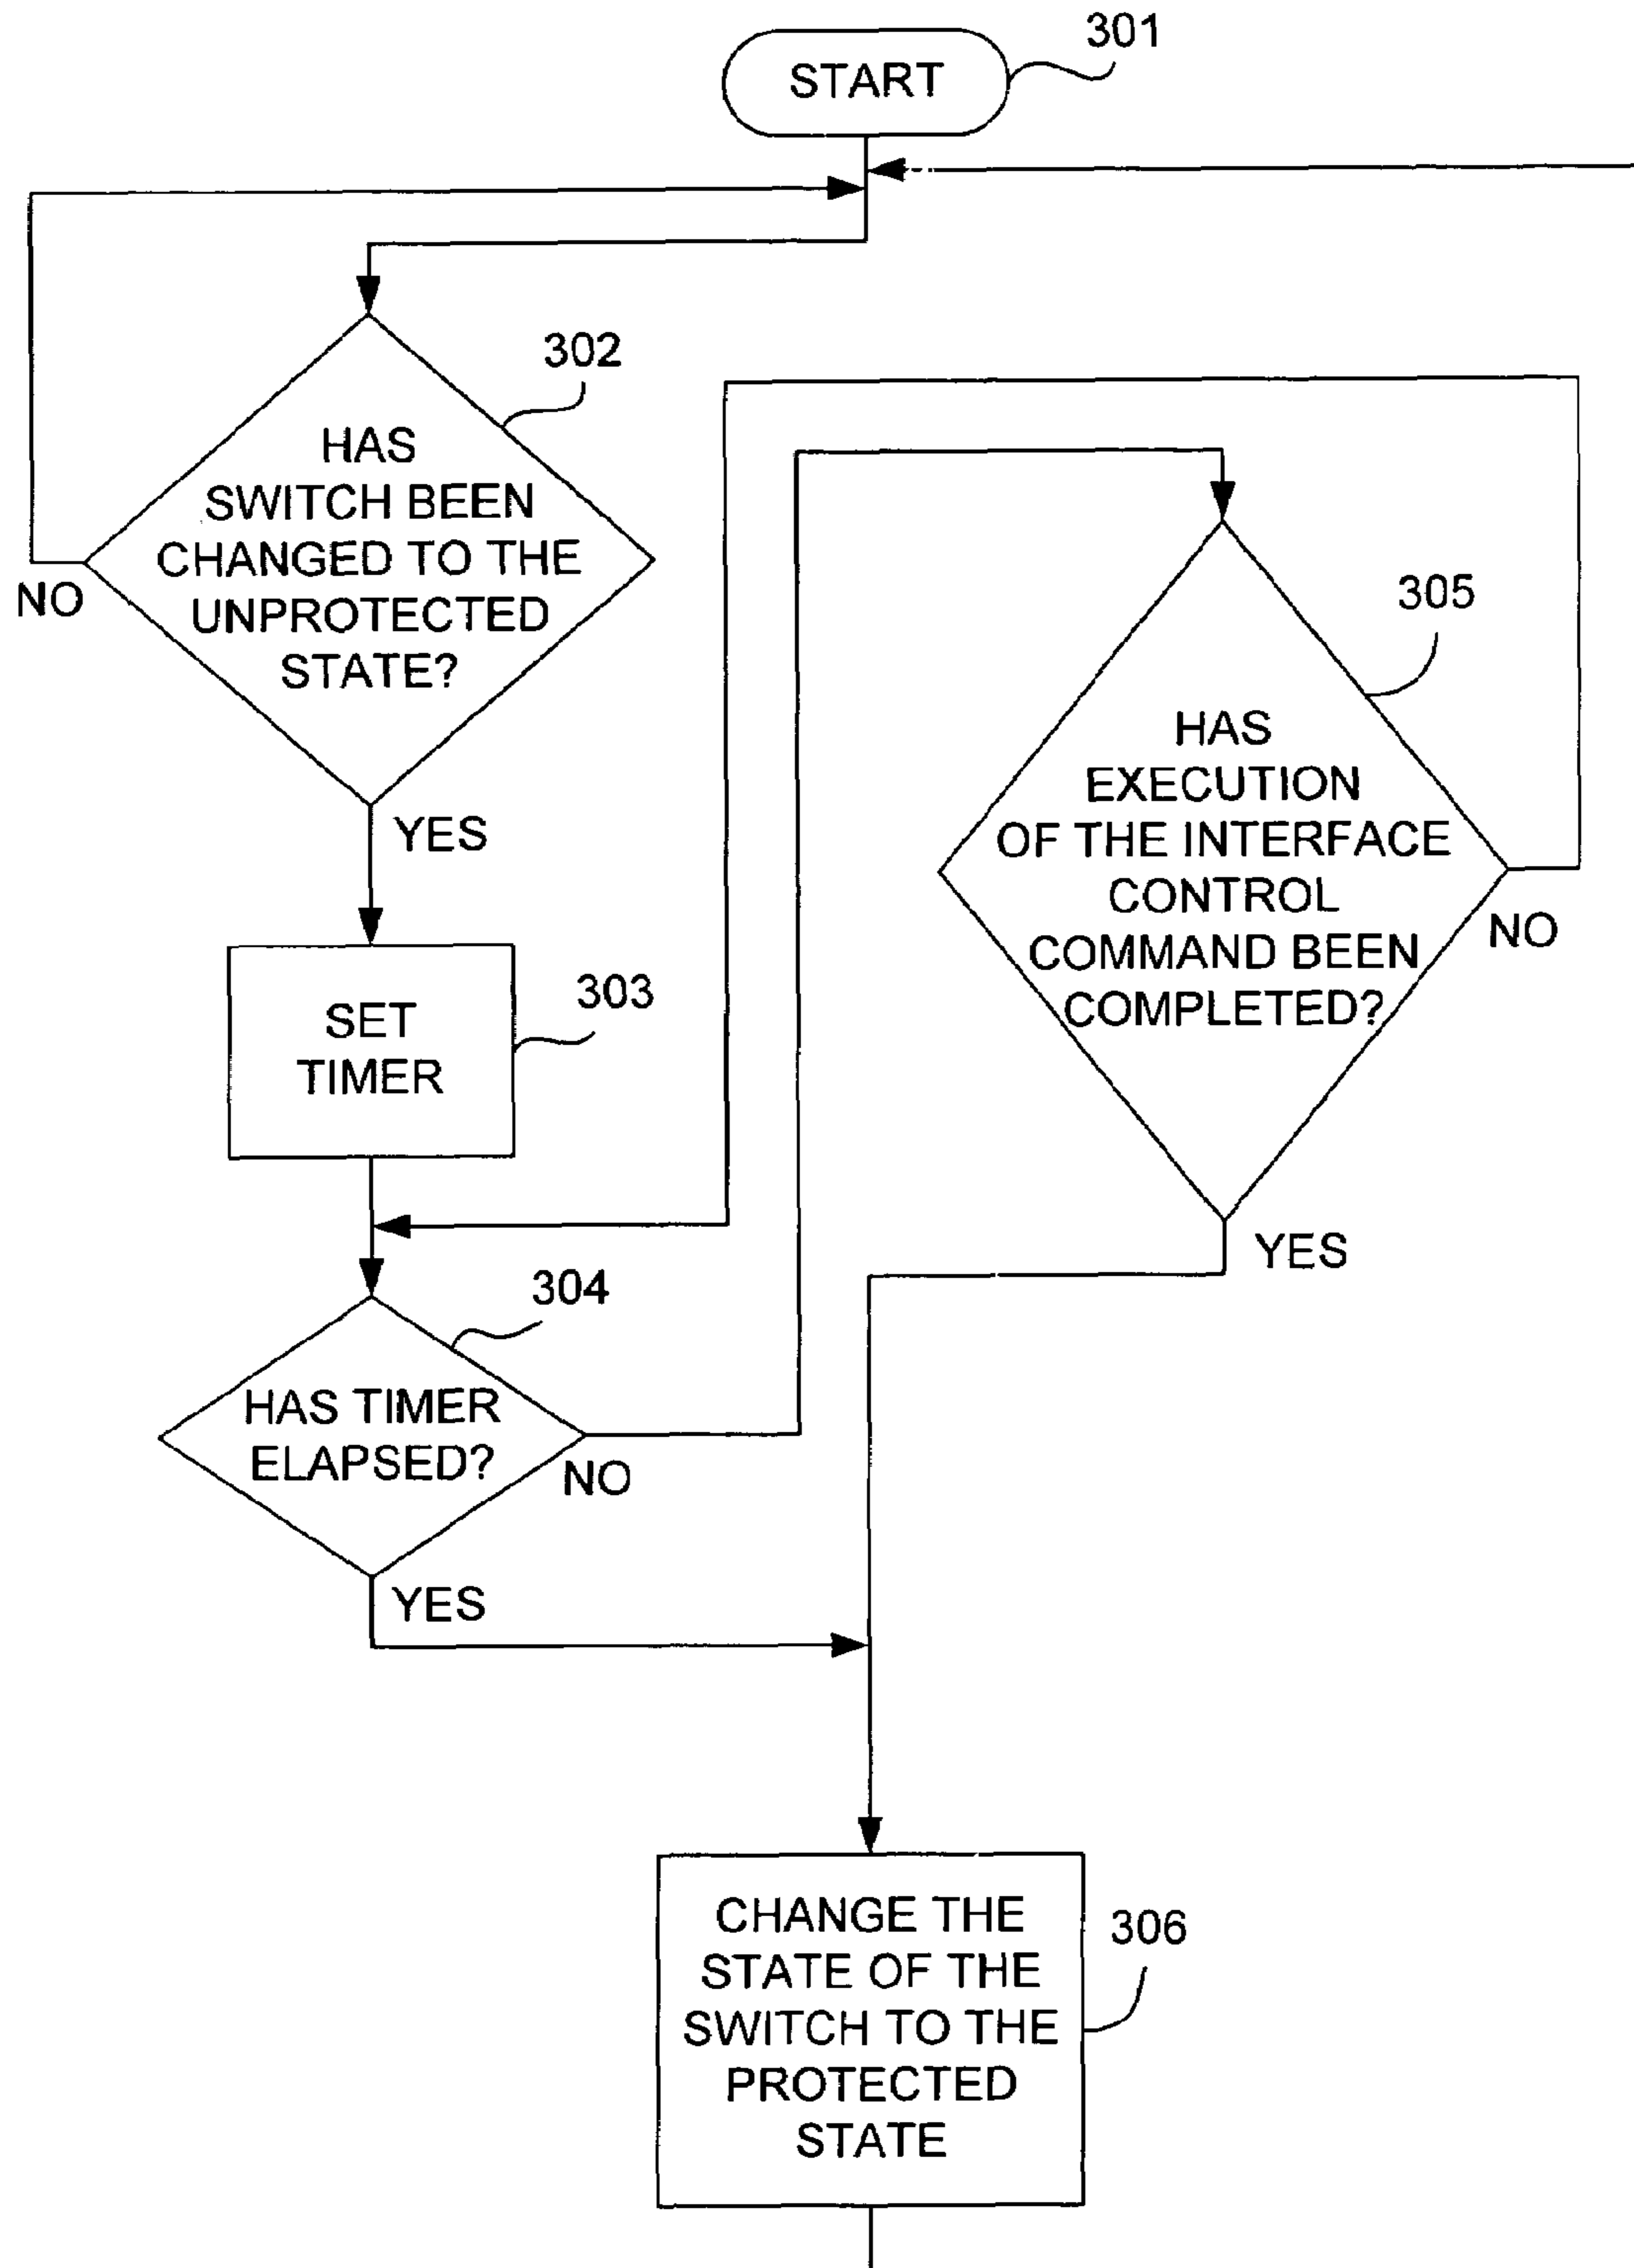 301
START
302
HAS
SWITCH BEEN
CHANGED TO THE
UNPROTECTED
STATE?
NO
YES
303
SET
TIMER
304
HAS TIMER
ELAPSED?
NO
YES
305
HAS
EXECUTION
OF THE INTERFACE
CONTROL
COMMAND BEEN
COMPLETED?
NO
YES
306
CHANGE THE
STATE OF THE
SWITCH TO THE
PROTECTED
STATE